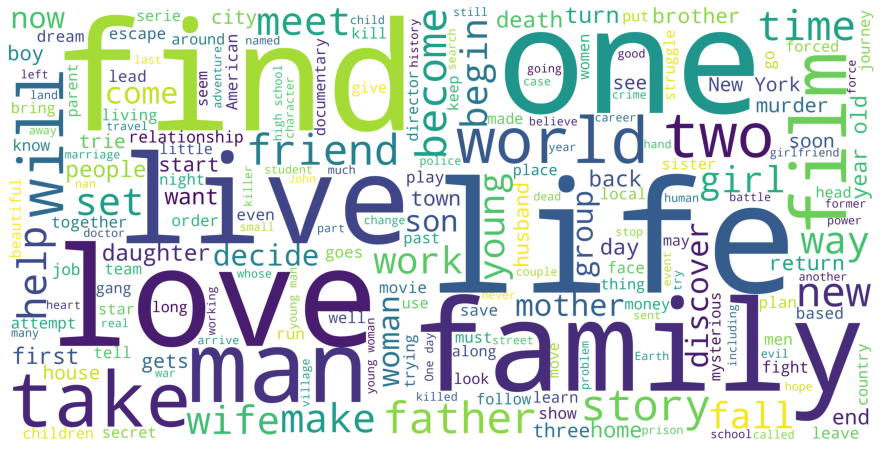 now
serie
city
meet
child
still
death
turn
put
brother
time
dream
escape
around
kill
find
named
one
forced
boy
last
seem
adventure
American
documentary
history
director
become
keep
search
begin
going
good
case
women
see
struggle
New York
go
journey
left
land
lead
give
crime
murder
force
parent
come
high school
character
film
bring
will
living
away
travel
relationship
made
believe
career
hand
soon
know
trie
marriage
little
friend
world
year
two
girlfriend
year old
people
start
police
sister
nan
night
killer
student
John
much
play
place
back
girl
head
former
beautiful
set
want
live
town
young
life
dead
local
human
battle
power
together
order
even
small
part
change
son
husband
group
stop
day
may
way
another
help
doctor
daughter
decide
goes
past
work
couple
face
event
try
discover
return
job
team
whose
gang
love
long
movie
mother
thing
money
never
sent
new
heart
star
working
young man
well
use
save
family
plan
based
attempt
real
run
woman
must
street
mysterious
including
many
tell
arrive
trying
along
One day
move
Earth
problem
men
evil
first
gets
man
young woman
look
fight
country
house
war
village
hope
take
wife
make
father
killed
follow
learn
story
fall
end
children
secret
show
three
home
prison
school
called
leave